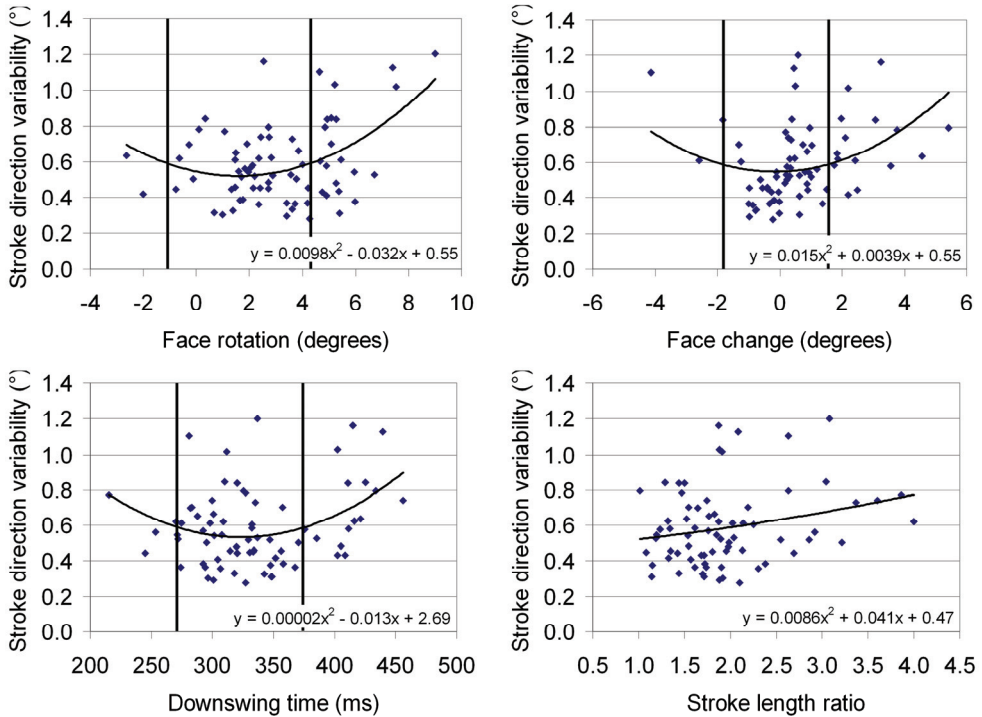 Stroke direction variability (°)
1.4
1.2
1.0
0.8
0.6
0.4
0.2
0.0
y = 0.0098x² - 0.032x + 0.55
-4 -2 0 2 4 6 8 10
Face rotation (degrees)
Stroke direction variability (°)
1.4
1.2
1.0
0.8
0.6
0.4
0.2
0.0
y = 0.015x² + 0.0039x + 0.55
-6 -4 -2 0 2 4 6
Face change (degrees)
Stroke direction variability (°)
1.4
1.2
1.0
0.8
0.6
0.4
0.2
0.0
y = 0.00002x² - 0.013x + 2.69
200 250 300 350 400 450 500
Downswing time (ms)
Stroke direction variability (°)
1.4
1.2
1.0
0.8
0.6
0.4
0.2
0.0
y = 0.0086x² + 0.041x + 0.47
0.5 1.0 1.5 2.0 2.5 3.0 3.5 4.0 4.5
Stroke length ratio